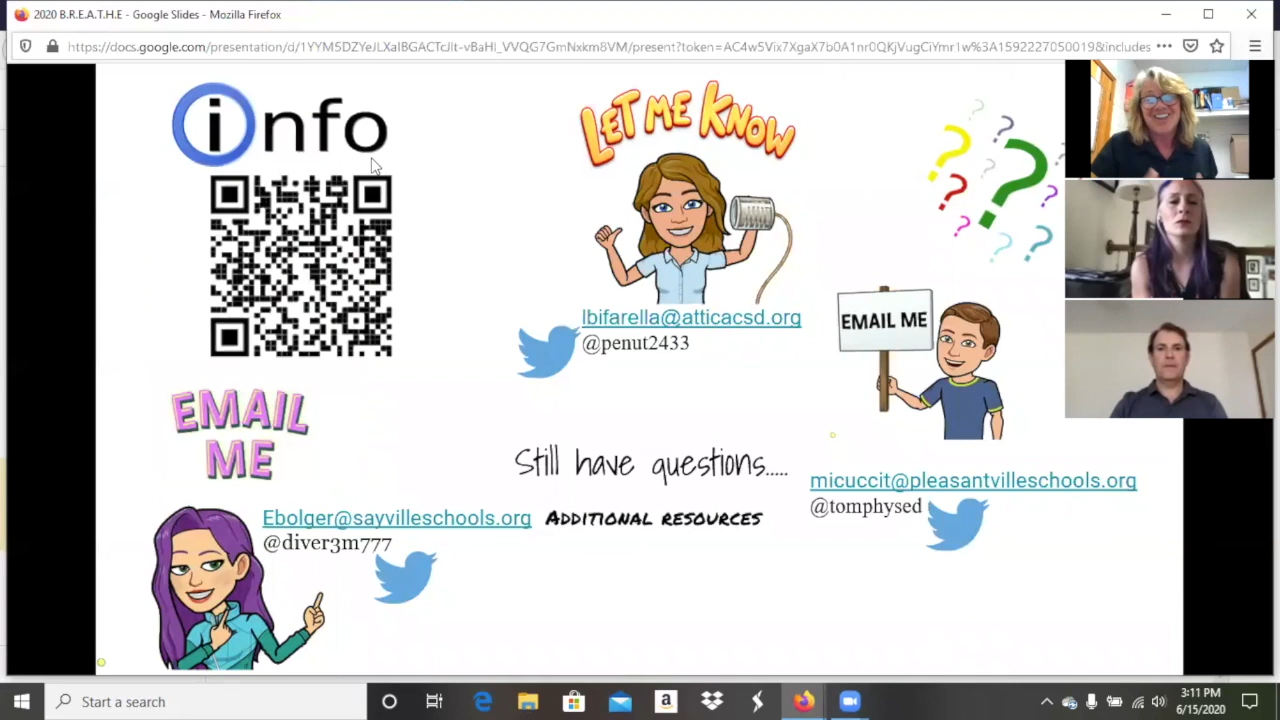 2020 B.R.E.A.T.H.E - Google Slides - Mozilla Firefox
info
LET ME KNOW
lbifarella@atticacsd.org
@penut2433
EMAIL ME
EMAIL
ME
Still have questions.....
micuccit@pleasantvilleschools.org
@tomphysed
Ebolger@sayvilleschools.org
@diver3m777
ADDITIONAL RESOURCES
Start a search
3:11 PM
6/15/2020